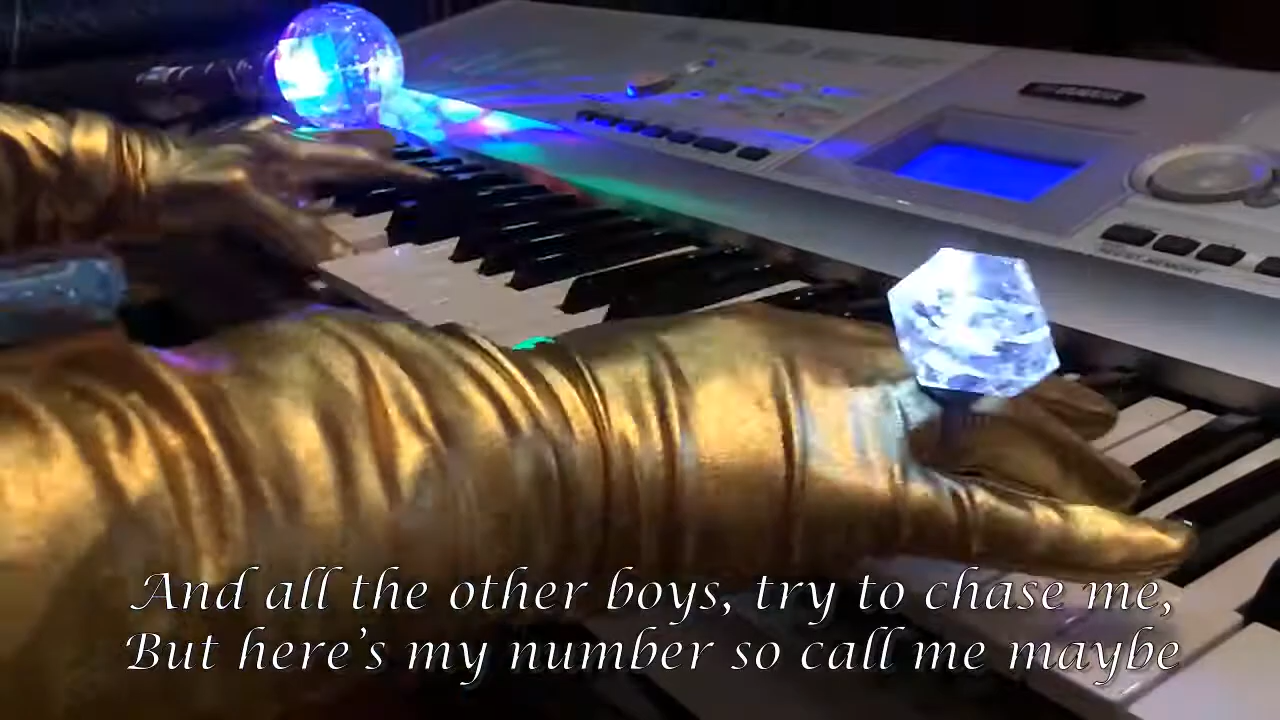 And all the other boys, try to chase me,
But here's my number so call me maybe